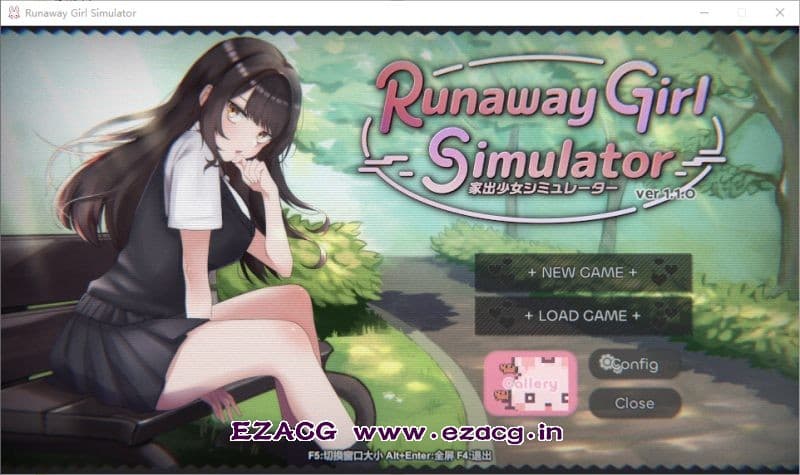 Runaway Girl Simulator
Runaway Girl
Simulator
家出少女シミュレーター
ver 1.1.0
+ NEW GAME +
+ LOAD GAME +
Gallery
Config
Close
EZACG www.ezacg.in
F5:切換窗口大小 Alt+Enter:全屏 F4:退出